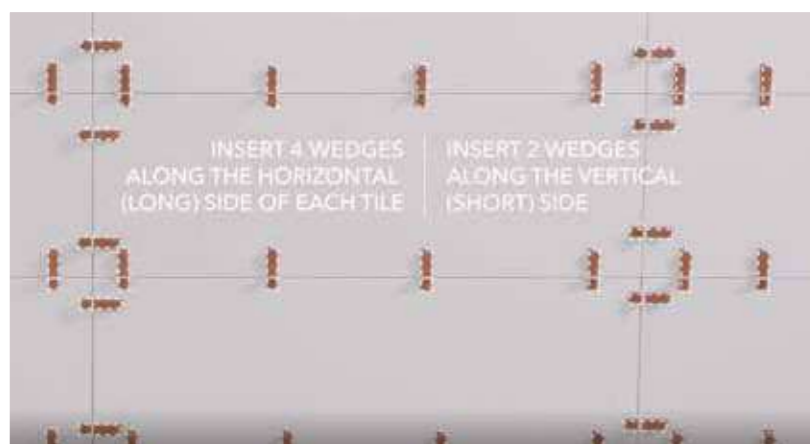 INSERT 4 WEDGES
ALONG THE HORIZONTAL
(LONG) SIDE OF EACH TILE
INSERT 2 WEDGES
ALONG THE VERTICAL
(SHORT) SIDE